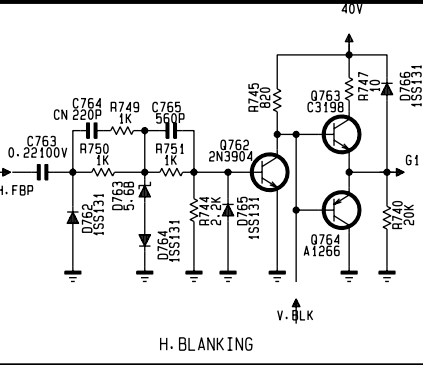 40V
C764
CN 220P
R749
1K
C765
560P
R745
820
Q763
C3198
R747
10
D766
1SS131
C763
0.22100V
R750
1K
R751
1K
Q762
2N3904
G1
H.FBP
D762
1SS131
D763
5.6B
D764
1SS131
R744
2.2K
D765
1SS131
Q764
A1266
R740
20K
V.BLK
H.BLANKING